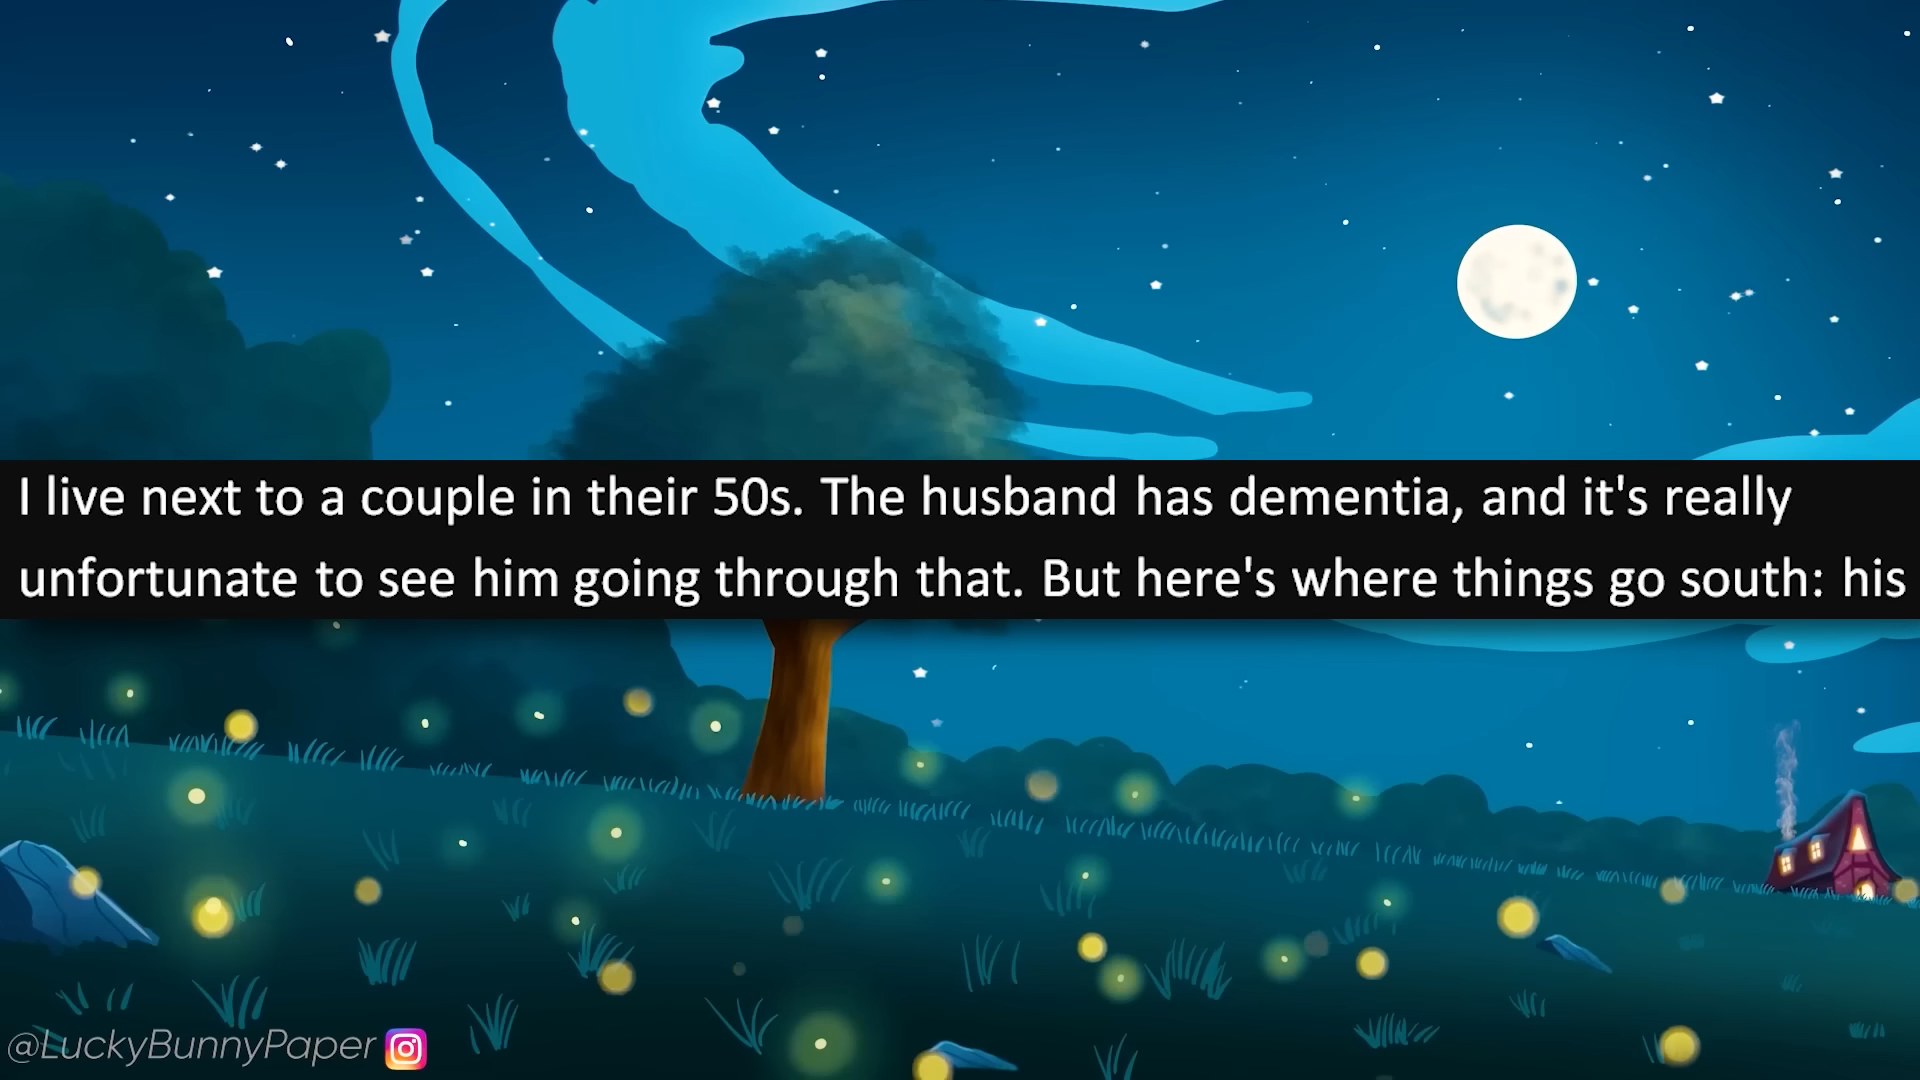 I live next to a couple in their 50s. The husband has dementia, and it's really
unfortunate to see him going through that. But here's where things go south: his
@LuckyBunnyPaper